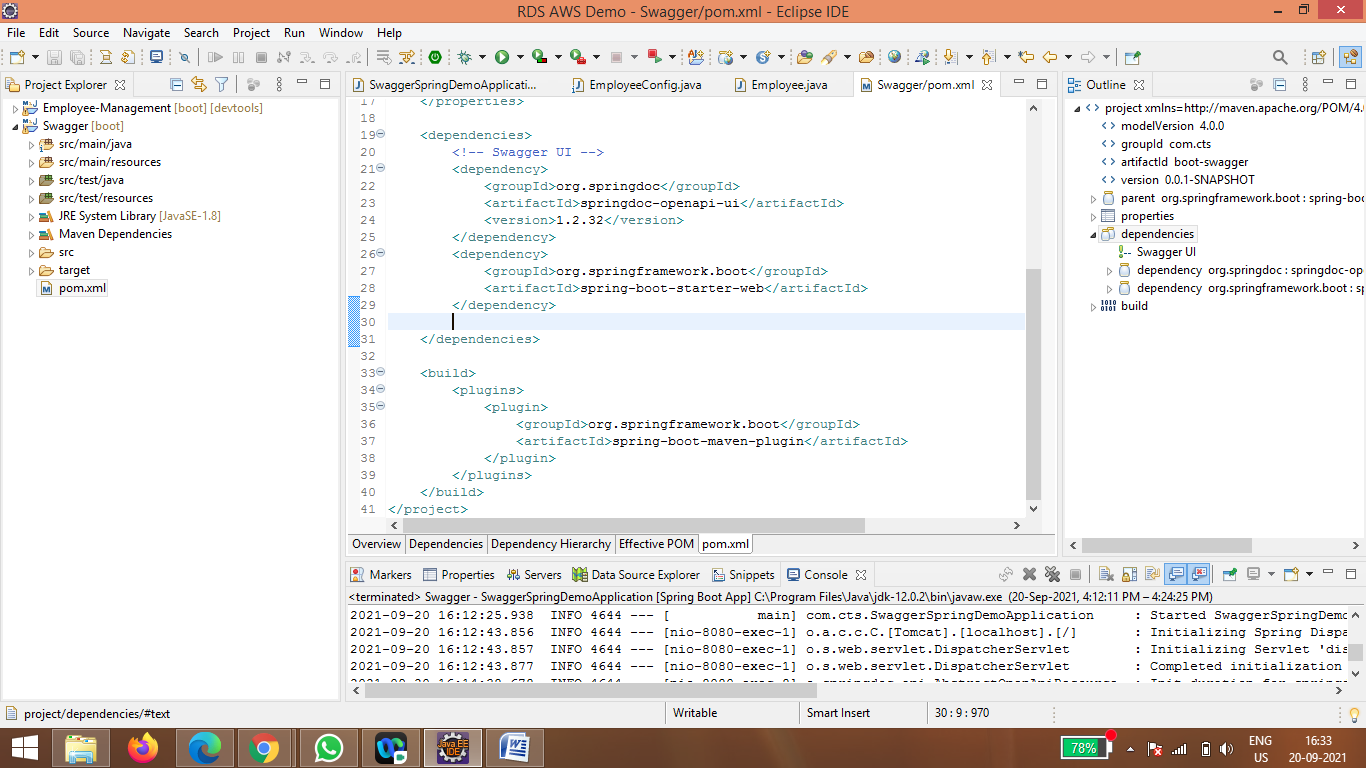 RDS AWS Demo - Swagger/pom.xml - Eclipse IDE
File Edit Source Navigate Search Project Run Window Help
Project Explorer
Employee-Management [boot] [devtools]
Swagger [boot]
src/main/java
src/main/resources
src/test/java
src/test/resources
JRE System Library [JavaSE-1.8]
Maven Dependencies
src
target
pom.xml
SwaggerSpringDemoApplicati... EmployeeConfig.java Employee.java Swagger/pom.xml
17 </properties>
18
19 <dependencies>
20 <!-- Swagger UI -->
21 <dependency>
22 <groupId>org.springdoc</groupId>
23 <artifactId>springdoc-openapi-ui</artifactId>
24 <version>1.2.32</version>
25 </dependency>
26 <dependency>
27 <groupId>org.springframework.boot</groupId>
28 <artifactId>spring-boot-starter-web</artifactId>
29 </dependency>
30
31 </dependencies>
32
33 <build>
34 <plugins>
35 <plugin>
36 <groupId>org.springframework.boot</groupId>
37 <artifactId>spring-boot-maven-plugin</artifactId>
38 </plugin>
39 </plugins>
40 </build>
41 </project>
Overview Dependencies Dependency Hierarchy Effective POM pom.xml
Outline
project xmlns=http://maven.apache.org/POM/4.
modelVersion 4.0.0
groupId com.cts
artifactId boot-swagger
version 0.0.1-SNAPSHOT
parent org.springframework.boot : spring-boo
properties
dependencies
Swagger UI
dependency org.springdoc : springdoc-op
dependency org.springframework.boot : sp
build
Markers Properties Servers Data Source Explorer Snippets Console
<terminated> Swagger - SwaggerSpringDemoApplication [Spring Boot App] C:\Program Files\Java\jdk-12.0.2\bin\javaw.exe (20-Sep-2021, 4:12:11 PM – 4:24:25 PM)
2021-09-20 16:12:25.938 INFO 4644 --- [ main] com.cts.SwaggerSpringDemoApplication : Started SwaggerSpringDemo
2021-09-20 16:12:43.856 INFO 4644 --- [nio-8080-exec-1] o.a.c.c.C.[Tomcat].[localhost].[/] : Initializing Spring Dispa
2021-09-20 16:12:43.857 INFO 4644 --- [nio-8080-exec-1] o.s.web.servlet.DispatcherServlet : Initializing Servlet 'dis
2021-09-20 16:12:43.877 INFO 4644 --- [nio-8080-exec-1] o.s.web.servlet.DispatcherServlet : Completed initialization
project/dependencies/#text
Writable
Smart Insert
30 : 9 : 970
Java EE IDE
78%
ENG
US
16:33
20-09-2021